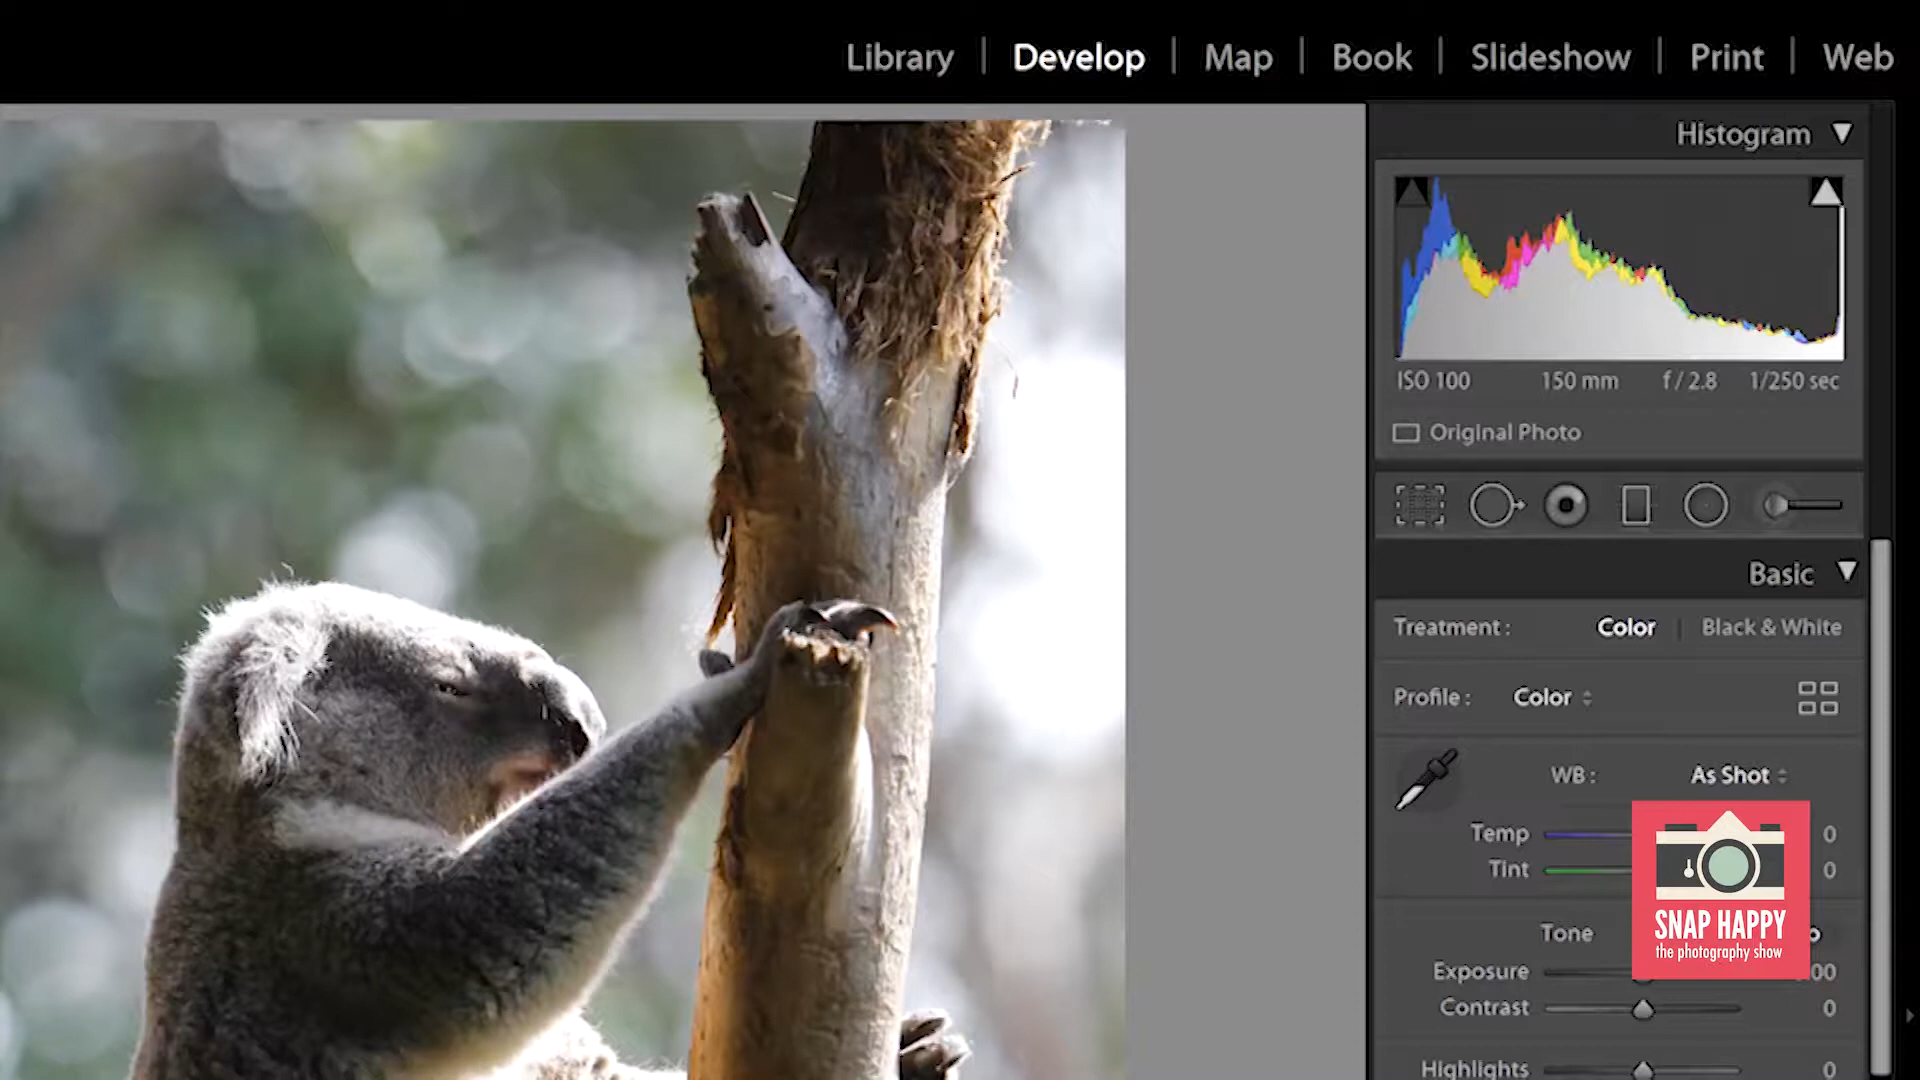 Library | Develop | Map | Book | Slideshow | Print | Web
Histogram
ISO 100 150 mm f / 2.8 1/250 sec
Original Photo
Basic
Treatment : Color | Black & White
Profile : Color
WB : As Shot
Temp 0
Tint 0
SNAP HAPPY
the photography show
Tone
Exposure 00
Contrast 0
Highlights 0